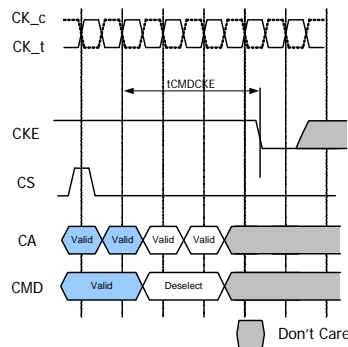 CK_c
CK_t
tCMDCKE
CKE
CS
CA Valid Valid Valid Valid
CMD Valid Deselect
Don't Care